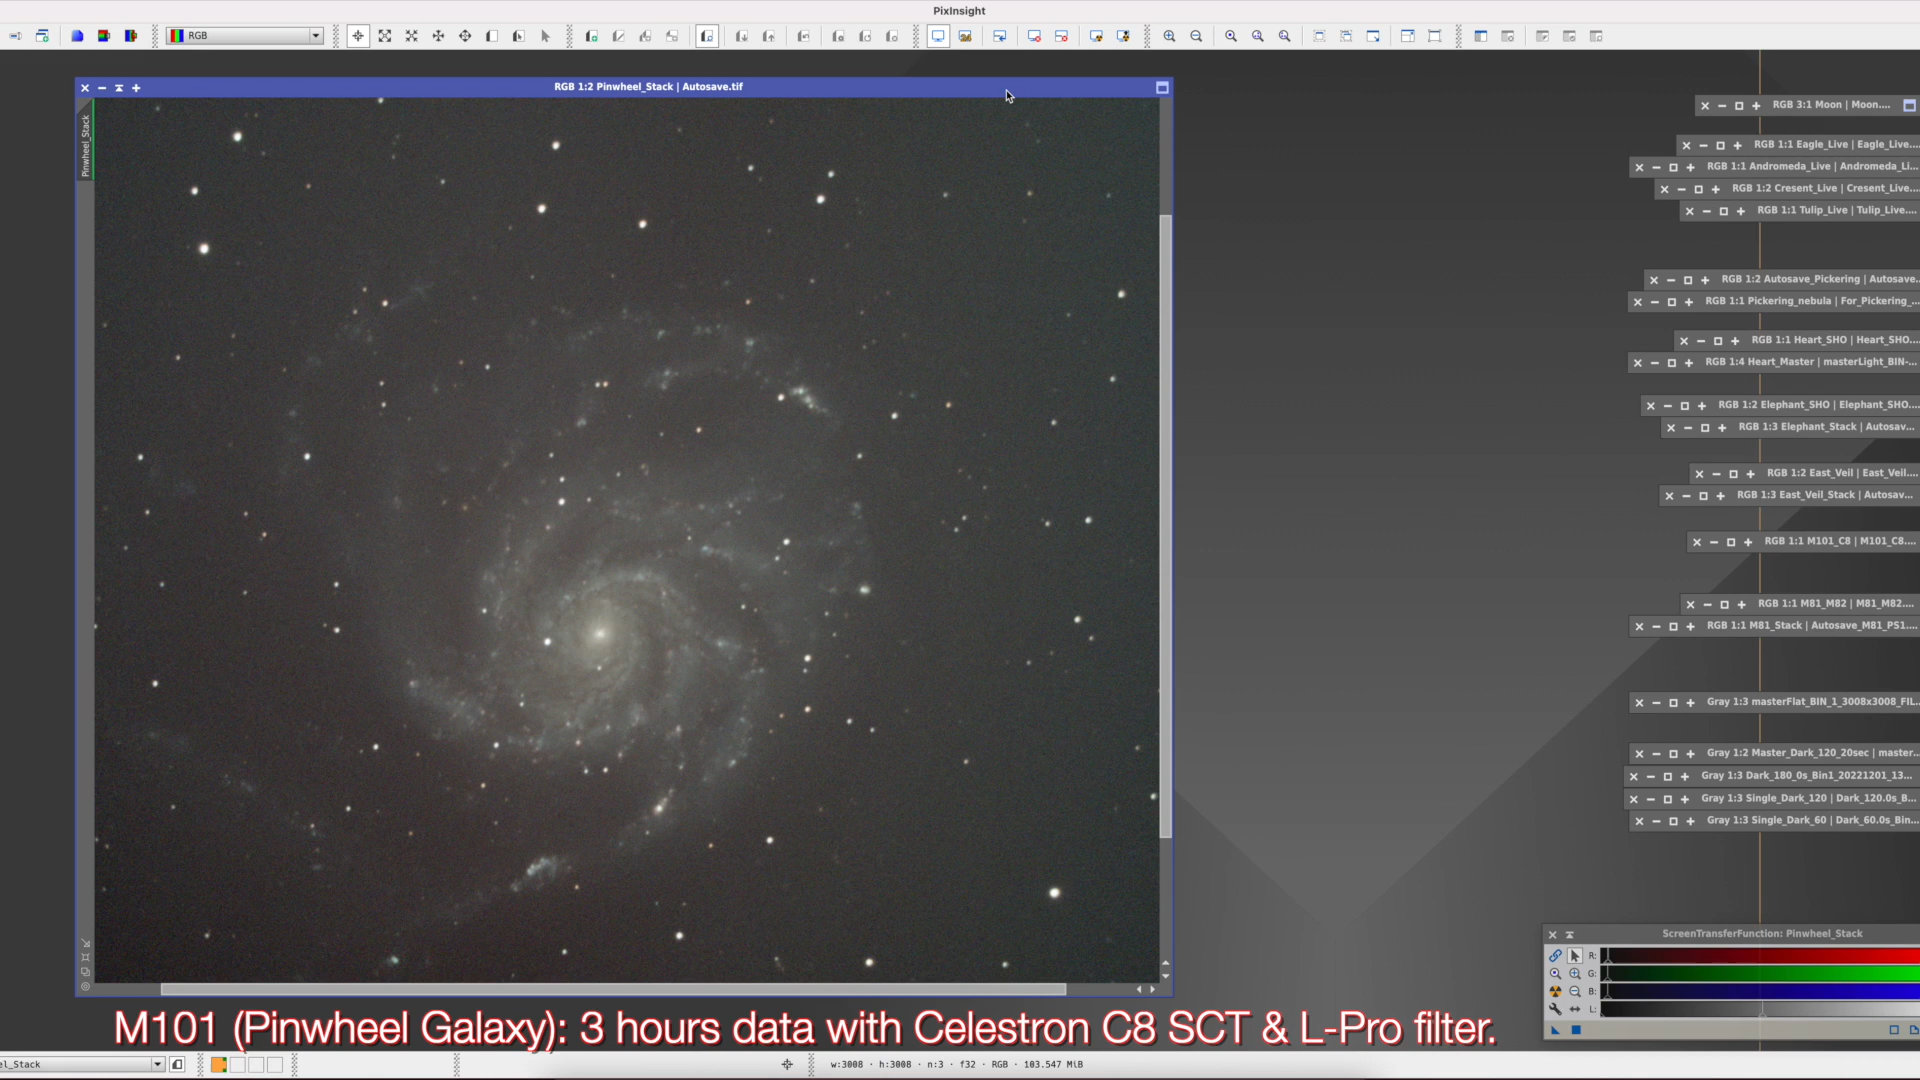 PixInsight
RGB
RGB 1:2 Pinwheel_Stack | Autosave.tif
Pinwheel_Stack
RGB 3:1 Moon | Moon....
RGB 1:1 Eagle_Live | Eagle_Live....
RGB 1:1 Andromeda_Live | Andromeda_Li...
RGB 1:2 Cresent_Live | Cresent_Live....
RGB 1:1 Tulip_Live | Tulip_Live....
RGB 1:2 Autosave_Pickering | Autosave...
RGB 1:1 Pickering_nebula | For_Pickering_...
RGB 1:1 Heart_SHO | Heart_SHO....
RGB 1:4 Heart_Master | masterLight_BIN-...
RGB 1:2 Elephant_SHO | Elephant_SHO....
RGB 1:3 Elephant_Stack | Autosav...
RGB 1:2 East_Veil | East_Veil....
RGB 1:3 East_Veil_Stack | Autosav...
RGB 1:1 M101_C8 | M101_C8....
RGB 1:1 M81_M82 | M81_M82....
RGB 1:1 M81_Stack | Autosave_M81_PS1....
Gray 1:3 masterFlat_BIN_1_3008x3008_FIL...
Gray 1:2 Master_Dark_120_20sec | master...
Gray 1:3 Dark_180_0s_Bin1_20221201_13...
Gray 1:3 Single_Dark_120 | Dark_120.0s_B...
Gray 1:3 Single_Dark_60 | Dark_60.0s_Bin...
ScreenTransferFunction: Pinwheel_Stack
R:
G:
B:
L:
M101 (Pinwheel Galaxy): 3 hours data with Celestron C8 SCT & L-Pro filter.
el_Stack
w:3008 · h:3008 · n:3 · f32 · RGB · 103.547 MiB